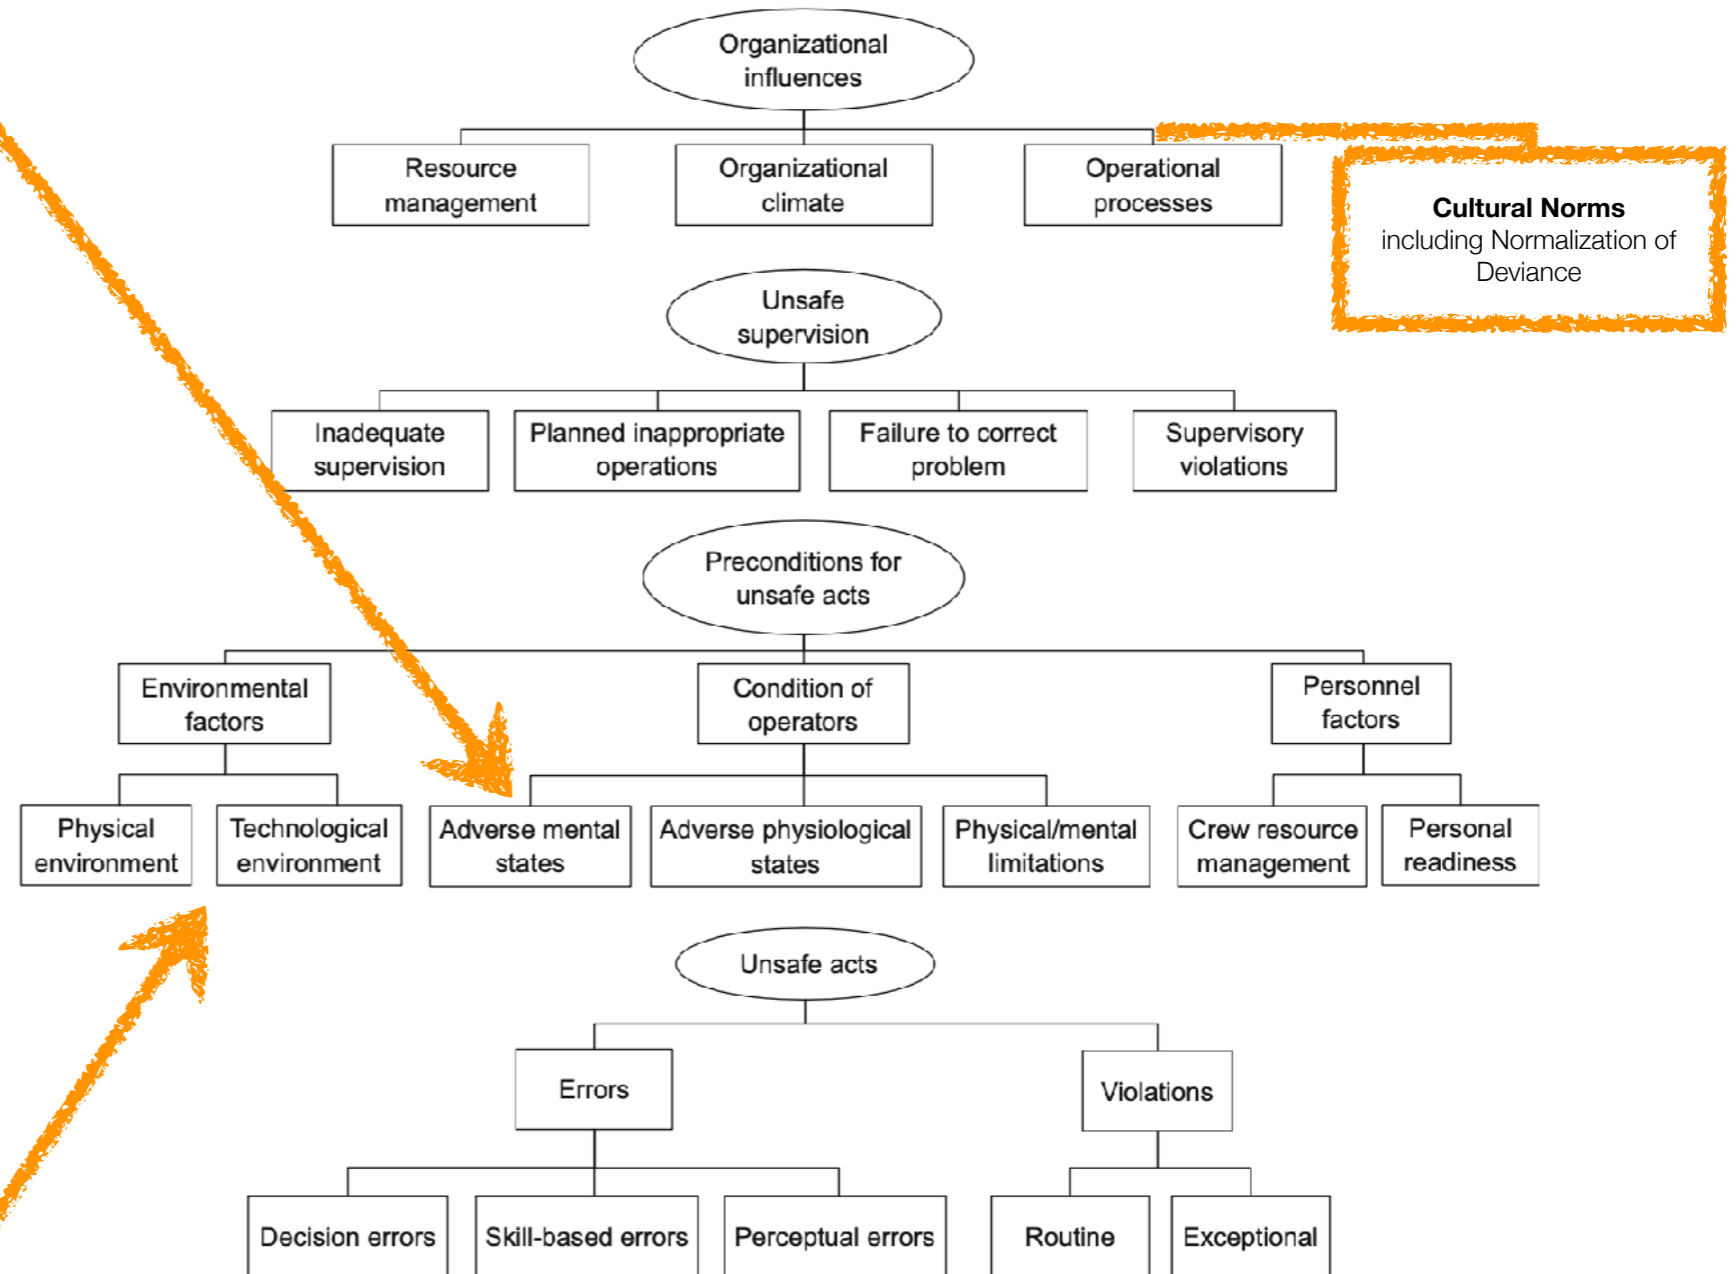 Organizational
influences
Resource
management
Organizational
climate
Operational
processes
Cultural Norms
including Normalization of
Deviance
Unsafe
supervision
Inadequate
supervision
Planned inappropriate
operations
Failure to correct
problem
Supervisory
violations
Preconditions for
unsafe acts
Environmental
factors
Condition of
operators
Personnel
factors
Physical
environment
Technological
environment
Adverse mental
states
Adverse physiological
states
Physical/mental
limitations
Crew resource
management
Personal
readiness
Unsafe acts
Errors
Violations
Decision errors
Skill-based errors
Perceptual errors
Routine
Exceptional